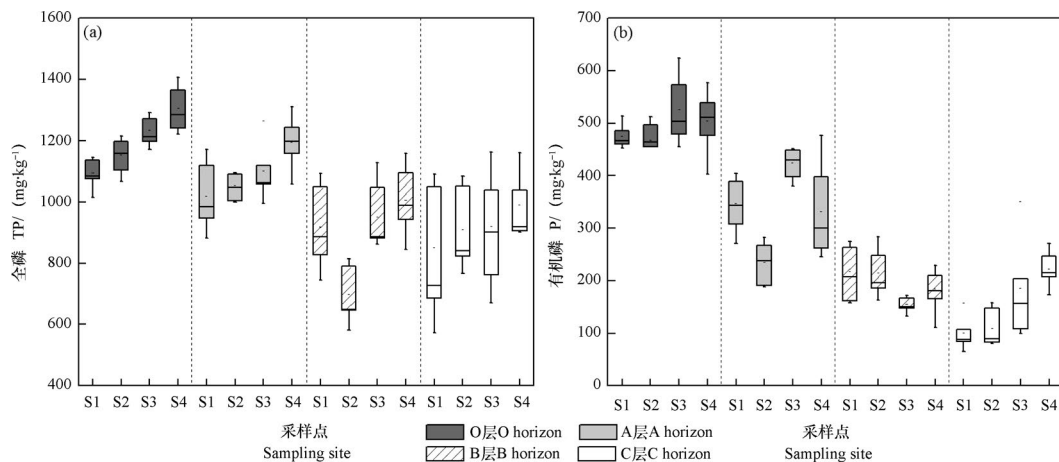 (a)
全磷 TP/ (mg·kg⁻¹)
1600
1400
1200
1000
800
600
400
S1 S2 S3 S4 S1 S2 S3 S4 S1 S2 S3 S4 S1 S2 S3 S4
采样点
Sampling site
(b)
有机磷 P/ (mg·kg⁻¹)
700
600
500
400
300
200
100
0
S1 S2 S3 S4 S1 S2 S3 S4 S1 S2 S3 S4 S1 S2 S3 S4
采样点
Sampling site
O层O horizon
A层A horizon
B层B horizon
C层C horizon